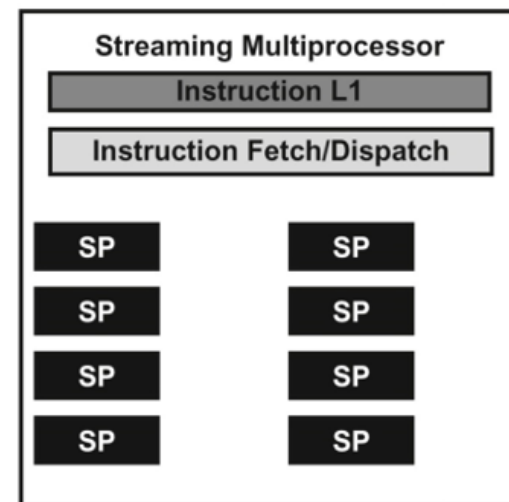 Streaming Multiprocessor
Instruction L1
Instruction Fetch/Dispatch
SP SP
SP SP
SP SP
SP SP